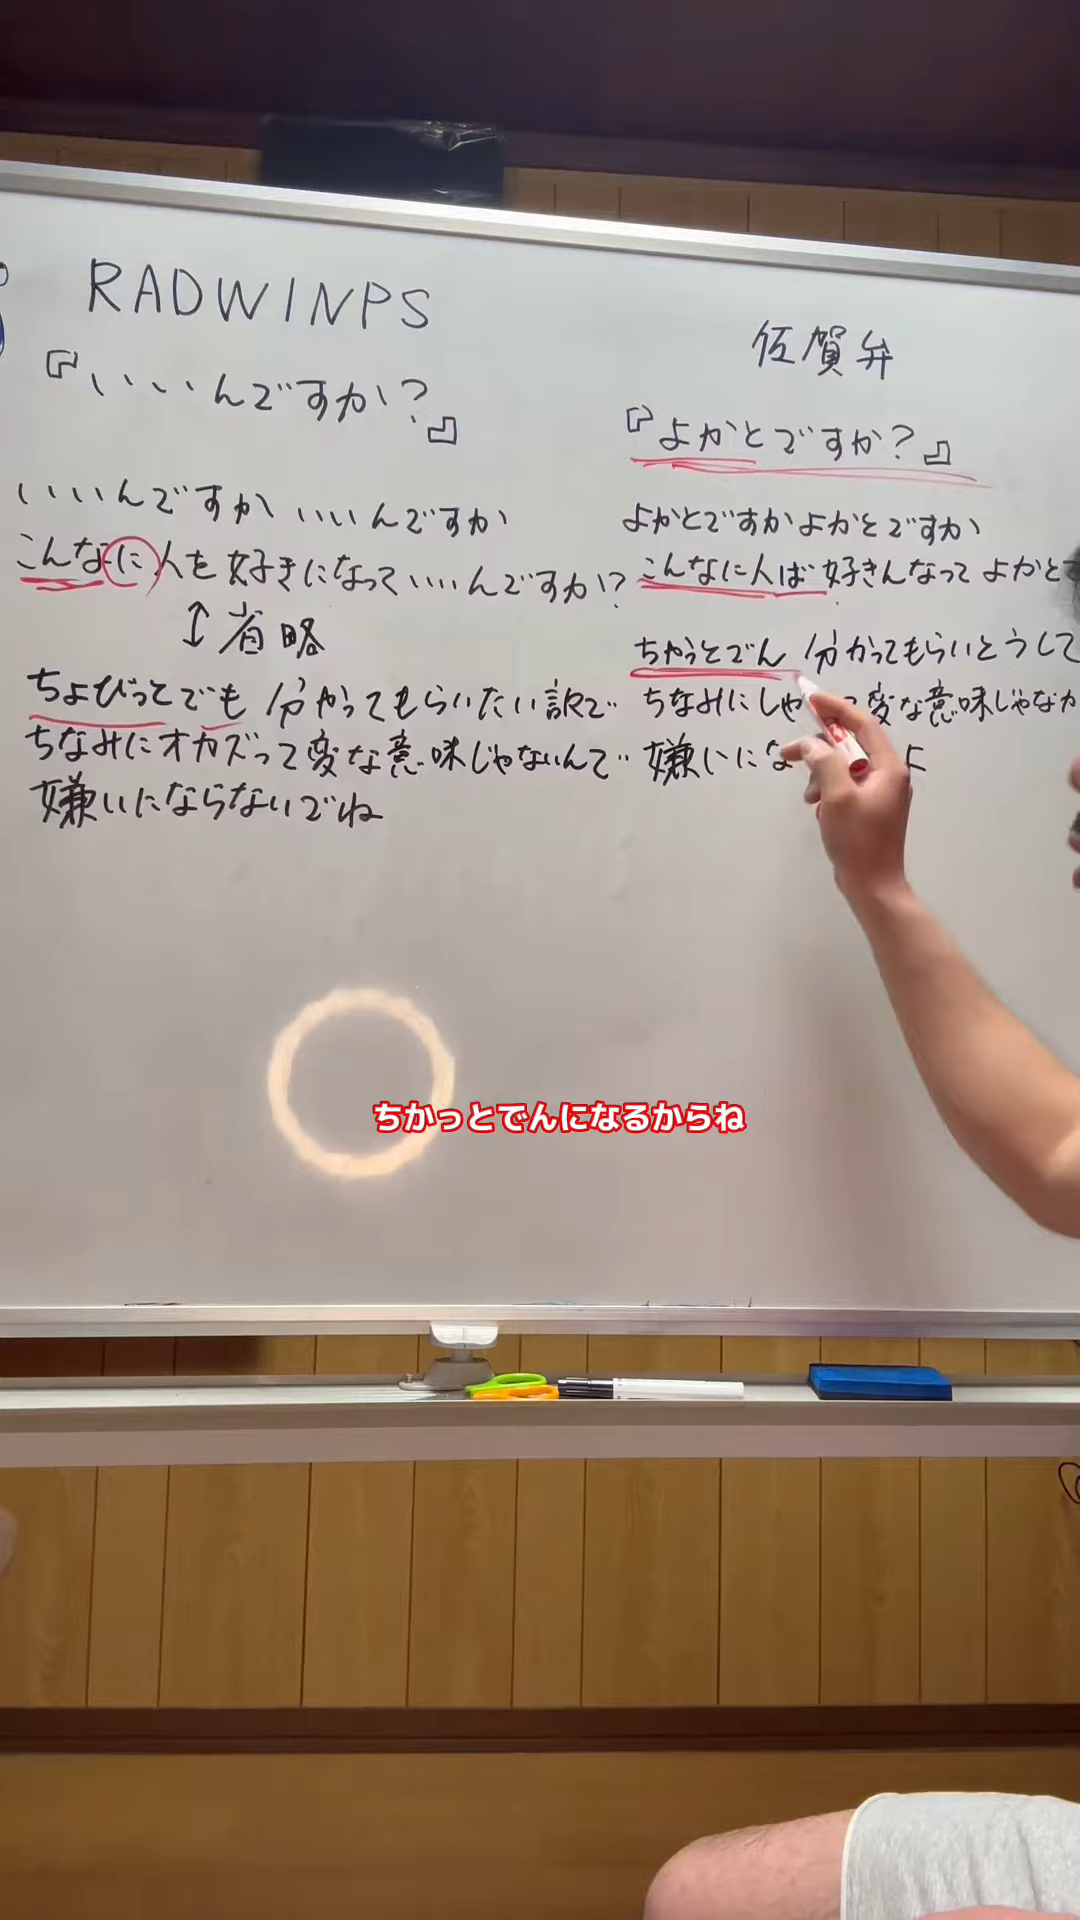 RADWINPS
『いいんですか？』
いいんですか いいんですか
こんなに人を好きになっていいんですか!?
↕省略
ちょびっとでも 分かってもらいたい訳で
ちなみにオカズって変な意味じゃないんで
嫌いにならないでね
佐賀弁
『よかとですか？』
よかとですかよかとですか
こんなに人ば好きんなってよかとで
ちかっとでん 分かってもらいとうして
ちなみにしゃ 変な意味じゃなか
嫌いにな よ
ちかっとでんになるからね